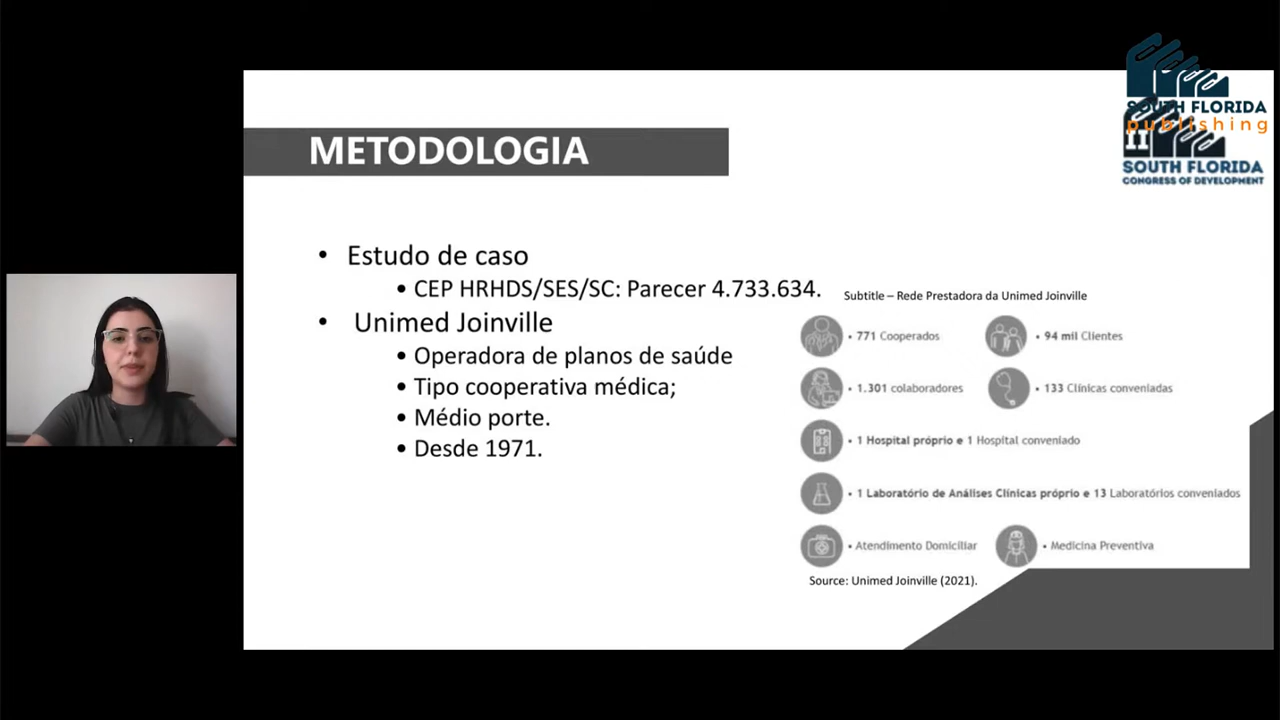 SOUTH FLORIDA
publishing
II
SOUTH FLORIDA
CONGRESS OF DEVELOPMENT
METODOLOGIA
• Estudo de caso
• CEP HRHDS/SES/SC: Parecer 4.733.634.
• Unimed Joinville
• Operadora de planos de saúde
• Tipo cooperativa médica;
• Médio porte.
• Desde 1971.
Subtitle – Rede Prestadora da Unimed Joinville
• 771 Cooperados
• 94 mil Clientes
• 1.301 colaboradores
• 133 Clínicas conveniadas
• 1 Hospital próprio e 1 Hospital conveniado
• 1 Laboratório de Análises Clínicas próprio e 13 Laboratórios conveniados
• Atendimento Domiciliar
• Medicina Preventiva
Source: Unimed Joinville (2021).